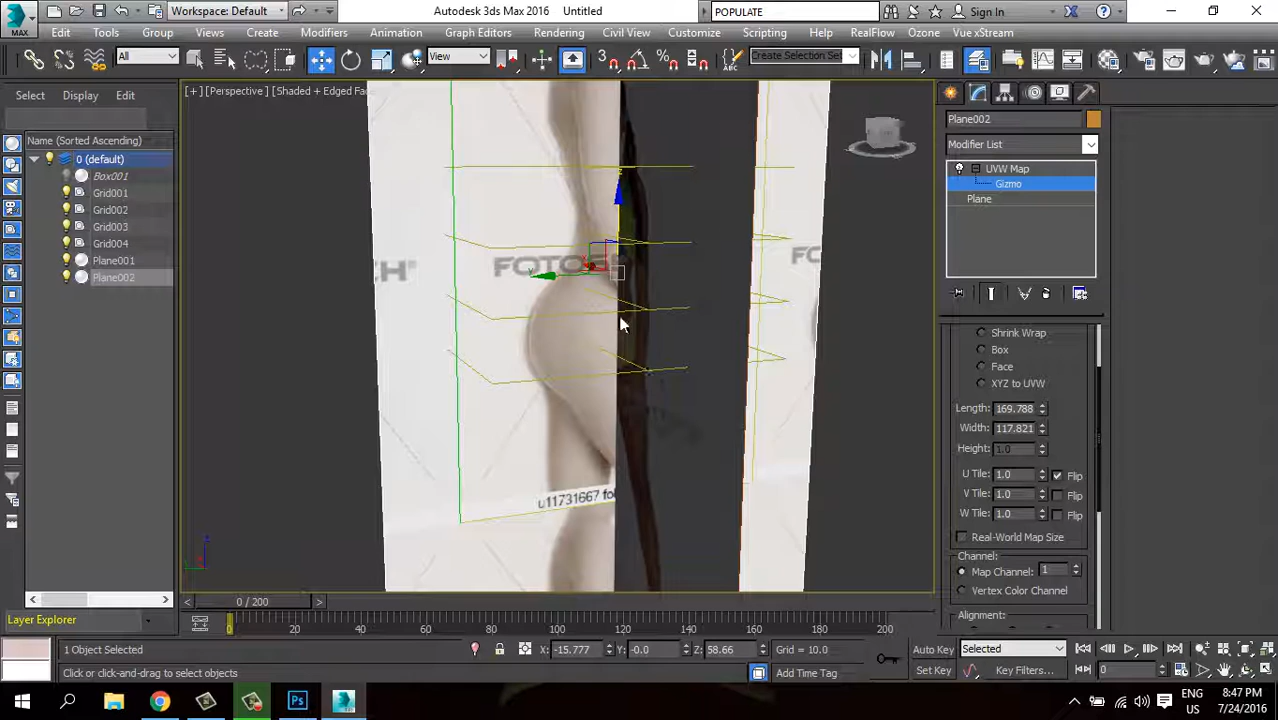 Workspace: Default
Autodesk 3ds Max 2016    Untitled
POPULATE
Sign In
MAX
Edit Tools Group Views Create Modifiers Animation Graph Editors Rendering Civil View Customize Scripting Help RealFlow Ozone Vue xStream
All
View
Create Selection Set
Select Display Edit
Name (Sorted Ascending)
0 (default)
Box001
Grid001
Grid002
Grid003
Grid004
Plane001
Plane002
Layer Explorer
[+] [Perspective ] [Shaded + Edged Fac
CH®
FOTOSE
FO
u11731667 fo
Plane002
Modifier List
UVW Map
Gizmo
Plane
Shrink Wrap
Box
Face
XYZ to UVW
Length: 169.788
Width: 117.821
Height: 1.0
U Tile: 1.0 Flip
V Tile: 1.0 Flip
W Tile: 1.0 Flip
Real-World Map Size
Channel:
Map Channel: 1
Vertex Color Channel
Alignment:
0 / 200
0 20 40 60 80 100 120 140 160 180 200
1 Object Selected
X: -15.777 Y: -0.0 Z: 58.66 Grid = 10.0
Auto Key Selected
Click or click-and-drag to select objects
Add Time Tag
Set Key Key Filters...
0
ENG
US
8:47 PM
7/24/2016